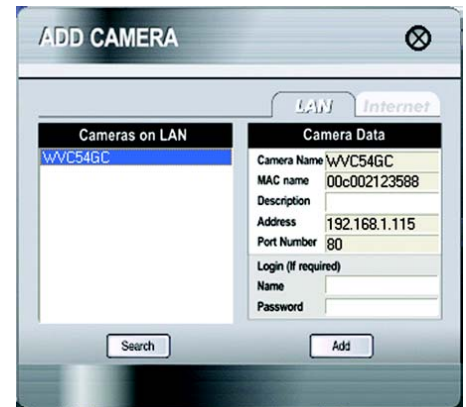 ADD CAMERA
LAN Internet
Cameras on LAN
WVC54GC
Search
Camera Data
Camera Name WVC54GC
MAC name 00c002123588
Description
Address 192.168.1.115
Port Number 80
Login (If required)
Name
Password
Add